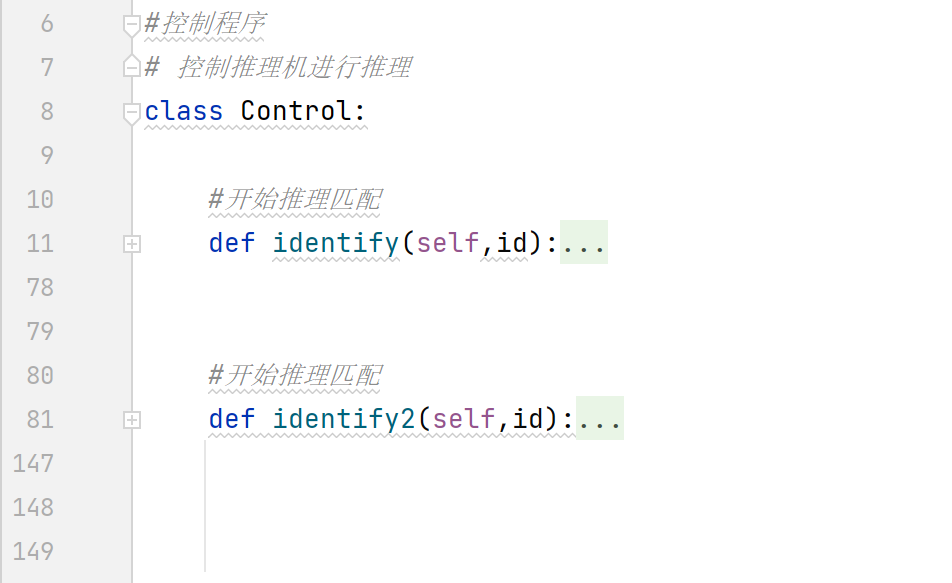 6 #控制程序
7 # 控制推理机进行推理
8 class Control:
9
10 #开始推理匹配
11 def identify(self,id):...
78
79
80 #开始推理匹配
81 def identify2(self,id):...
147
148
149